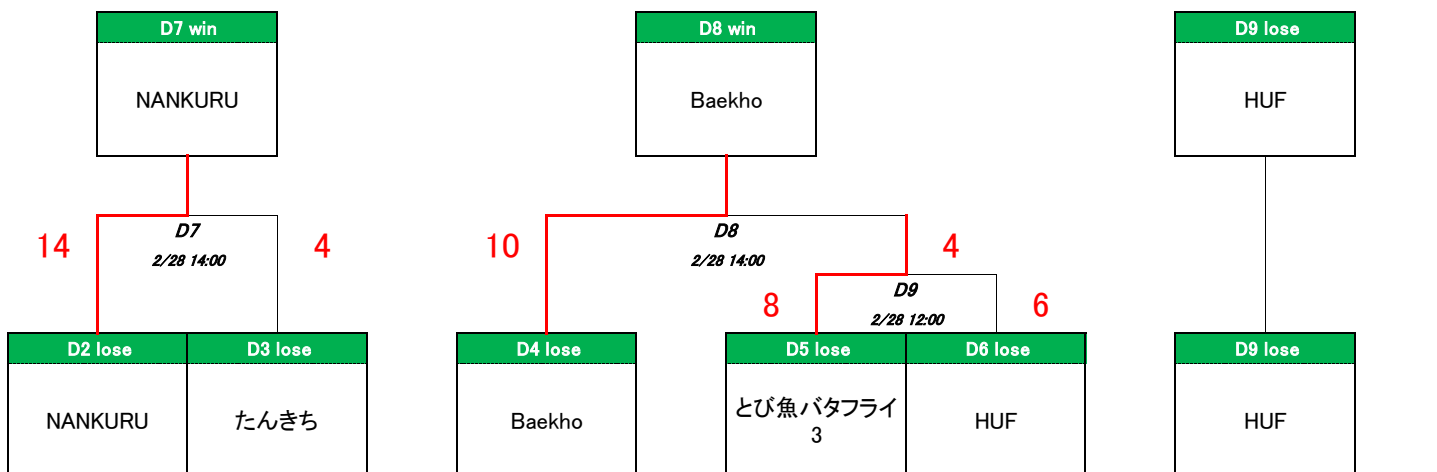 D7 win
D8 win
D9 lose
NANKURU
Baekho
HUF
14
D7
2/28 14:00
4
10
D8
2/28 14:00
4
8
D9
2/28 12:00
6
D2 lose
D3 lose
D4 lose
D5 lose
D6 lose
D9 lose
NANKURU
たんきち
Baekho
とび魚バタフライ
3
HUF
HUF